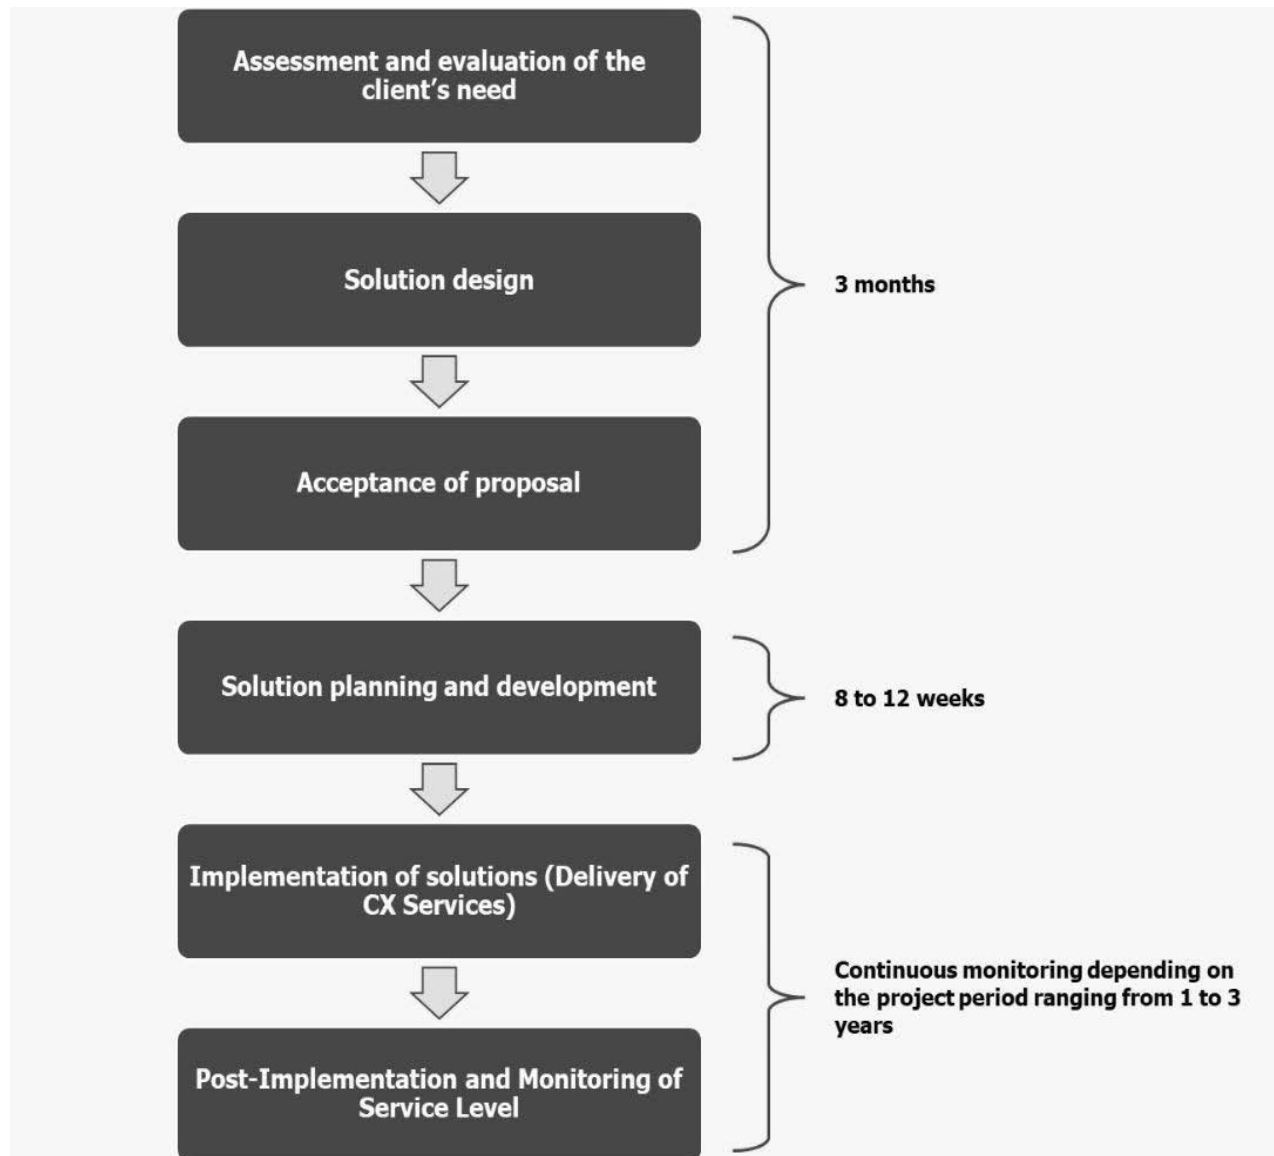 Assessment and evaluation of the
client’s need
Solution design
3 months
Acceptance of proposal
Solution planning and development
8 to 12 weeks
Implementation of solutions (Delivery of
CX Services)
Continuous monitoring depending on
the project period ranging from 1 to 3
years
Post-Implementation and Monitoring of
Service Level